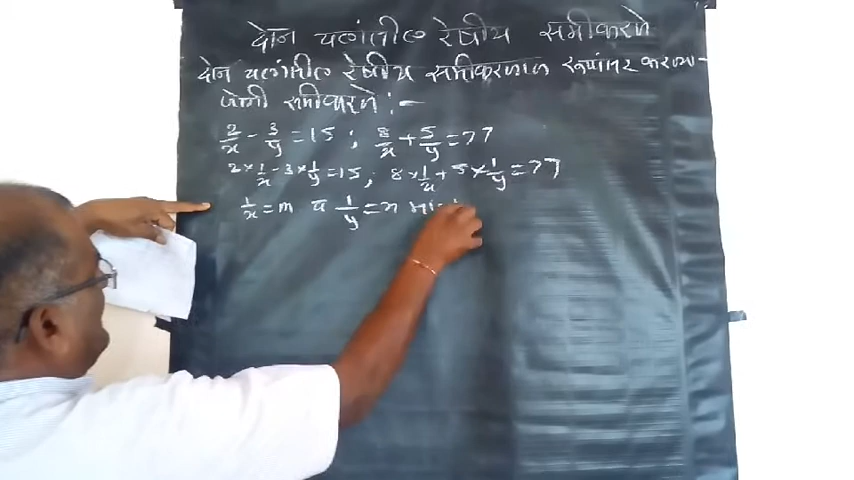 दोन चलांतील रेषीय समीकरणे
दोन चलांतील रेषीय समीकरणात रूपांतर करण्या-
जोगी समीकरणे :-
2/x - 3/y = 15 ; 8/x + 5/y = 77
2 × 1/x - 3 × 1/y = 15 ; 8 × 1/x + 5 × 1/y = 77
1/x = m व 1/y = n